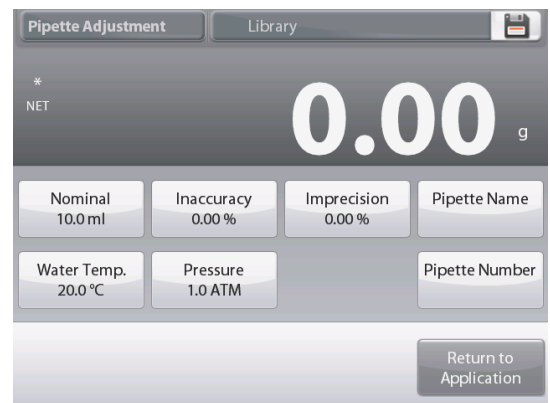 Pipette Adjustment
Library
*
NET
0.00 g
Nominal
10.0 ml
Inaccuracy
0.00 %
Imprecision
0.00 %
Pipette Name
Water Temp.
20.0 °C
Pressure
1.0 ATM
Pipette Number
Return to
Application